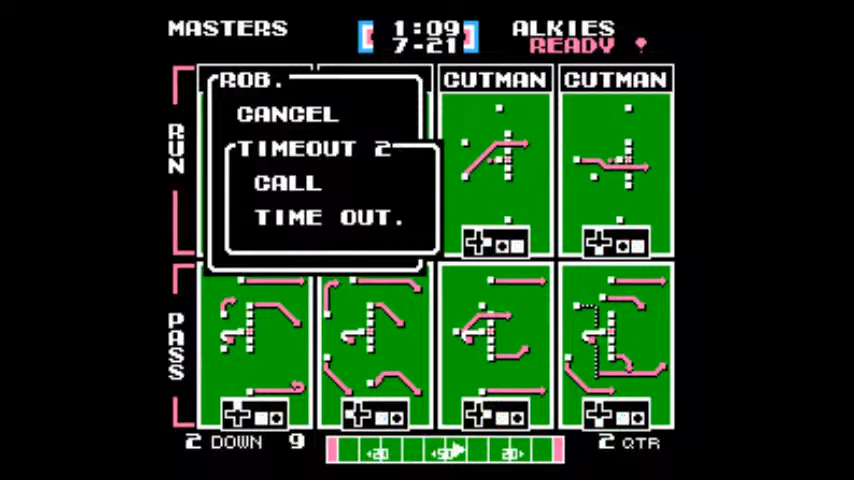 MASTERS 1:09 ALKIES
7-21 READY
ROB. CUTMAN CUTMAN
CANCEL
TIMEOUT 2
CALL
TIME OUT.
RUN
PASS
2 DOWN 9 2 QTR
20 50 20